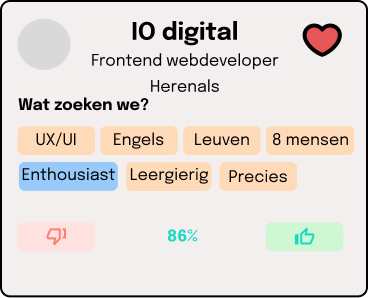 IO digital
Frontend webdeveloper
Herenals
Wat zoeken we?
UX/UI Engels Leuven 8 mensen
Enthousiast Leergierig Precies
86%